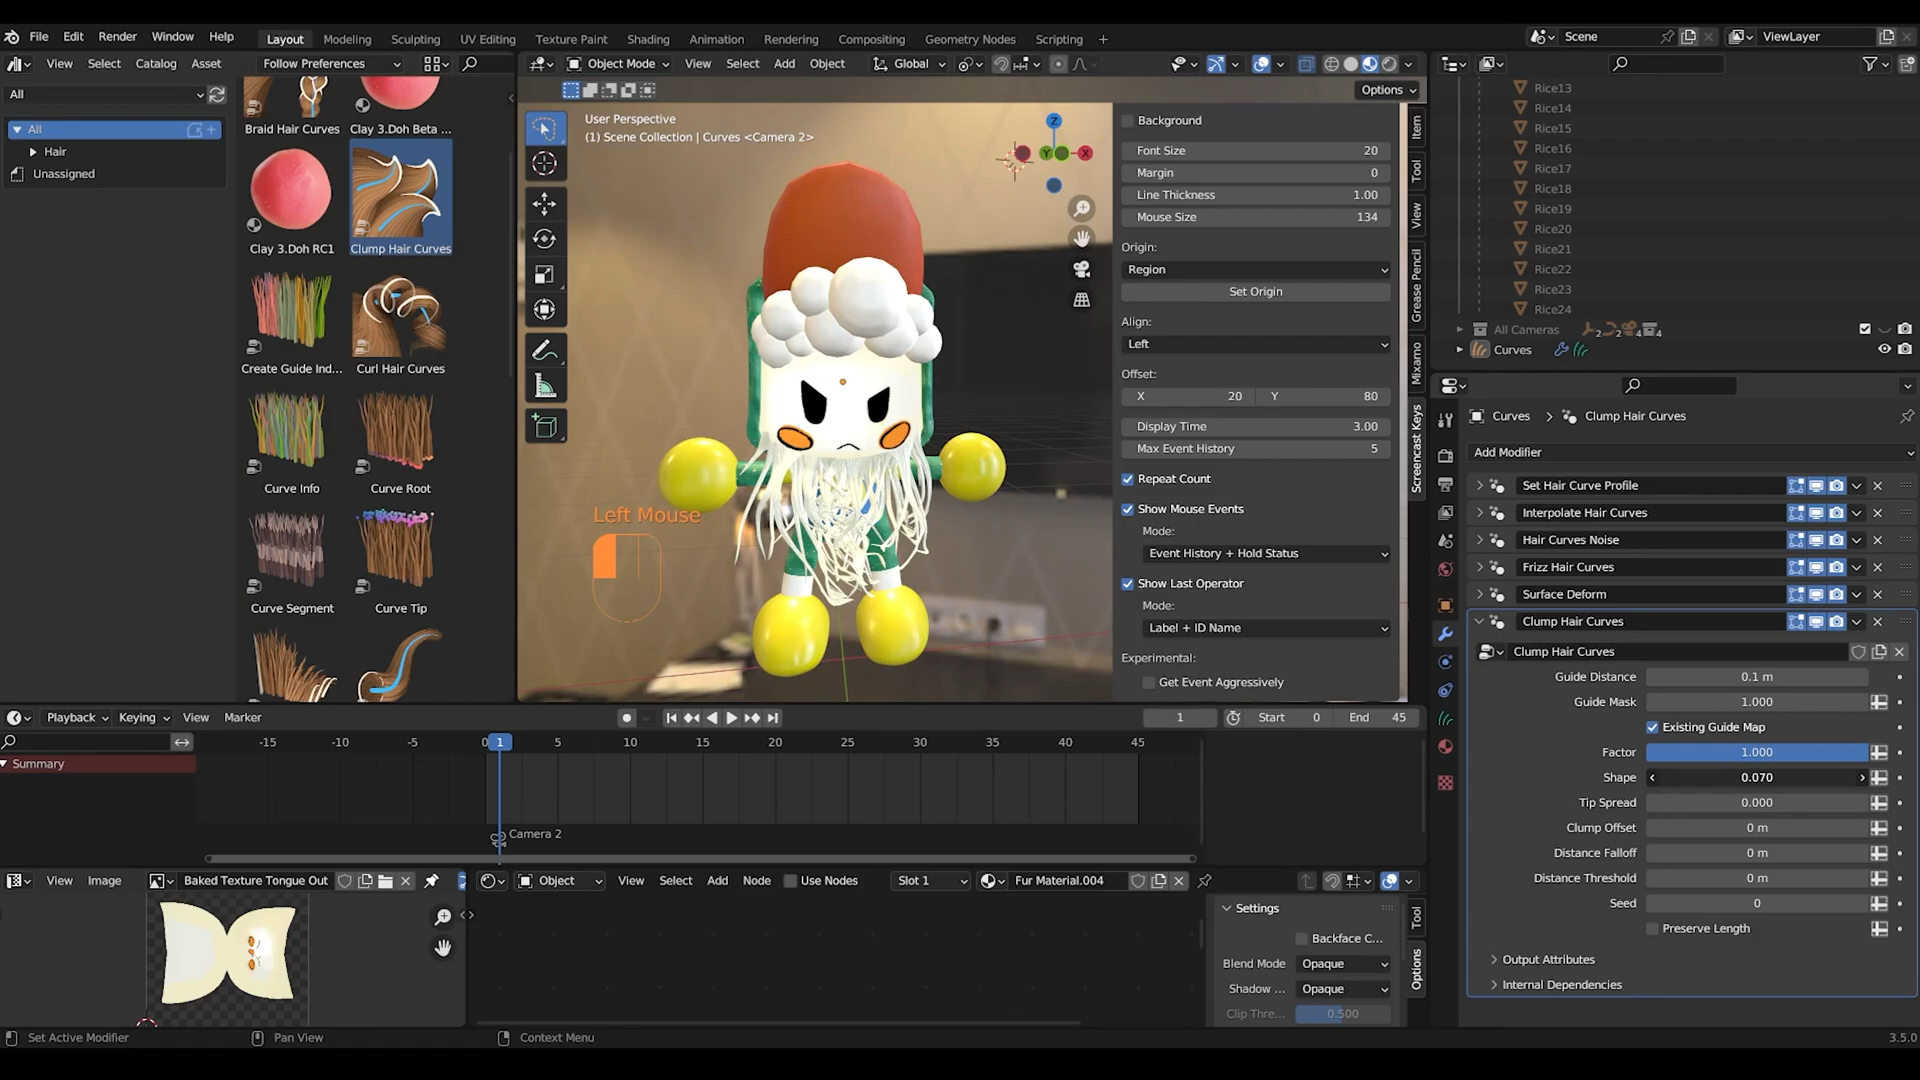 File Edit Render Window Help Layout Modeling Sculpting UV Editing Texture Paint Shading Animation Rendering Compositing Geometry Nodes Scripting + Scene ViewLayer
View Select Catalog Asset Follow Preferences Object Mode View Select Add Object Global
All
Options
All
Hair
Unassigned
Braid Hair Curves Clay 3.Doh Beta ...
Clay 3.Doh RC1 Clump Hair Curves
Create Guide Ind... Curl Hair Curves
Curve Info Curve Root
Curve Segment Curve Tip
User Perspective
(1) Scene Collection | Curves <Camera 2>
Z
Y X
Left Mouse
Background
Font Size 20
Margin 0
Line Thickness 1.00
Mouse Size 134
Origin:
Region
Set Origin
Align:
Left
Offset:
X 20 Y 80
Display Time 3.00
Max Event History 5
Repeat Count
Show Mouse Events
Mode:
Event History + Hold Status
Show Last Operator
Mode:
Label + ID Name
Experimental:
Get Event Aggressively
Item
Tool
View
Grease Pencil
Mixamo
Screencast Keys
Rice13
Rice14
Rice15
Rice16
Rice17
Rice18
Rice19
Rice20
Rice21
Rice22
Rice23
Rice24
All Cameras 2 2 4 4
Curves
Curves > Clump Hair Curves
Add Modifier
Set Hair Curve Profile
Interpolate Hair Curves
Hair Curves Noise
Frizz Hair Curves
Surface Deform
Clump Hair Curves
Clump Hair Curves
Guide Distance 0.1 m
Guide Mask 1.000
Existing Guide Map
Factor 1.000
Shape 0.070
Tip Spread 0.000
Clump Offset 0 m
Distance Falloff 0 m
Distance Threshold 0 m
Seed 0
Preserve Length
Output Attributes
Internal Dependencies
Playback Keying View Marker 1 Start 0 End 45
-15 -10 -5 0 1 5 10 15 20 25 30 35 40 45
Summary
Camera 2
View Image Baked Texture Tongue Out Object View Select Add Node Use Nodes Slot 1 Fur Material.004
Settings
Backface C...
Blend Mode Opaque
Shadow ... Opaque
Clip Thre... 0.500
Tool
Options
Set Active Modifier Pan View Context Menu 3.5.0